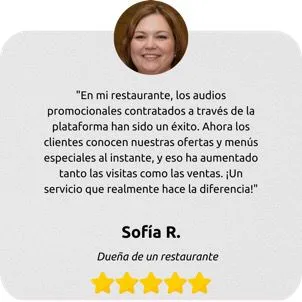 "En mi restaurante, los audios
promocionales contratados a través de la
plataforma han sido un éxito. Ahora los
clientes conocen nuestras ofertas y menús
especiales al instante, y eso ha aumentado
tanto las visitas como las ventas. ¡Un
servicio que realmente hace la diferencia!"
Sofía R.
Dueña de un restaurante